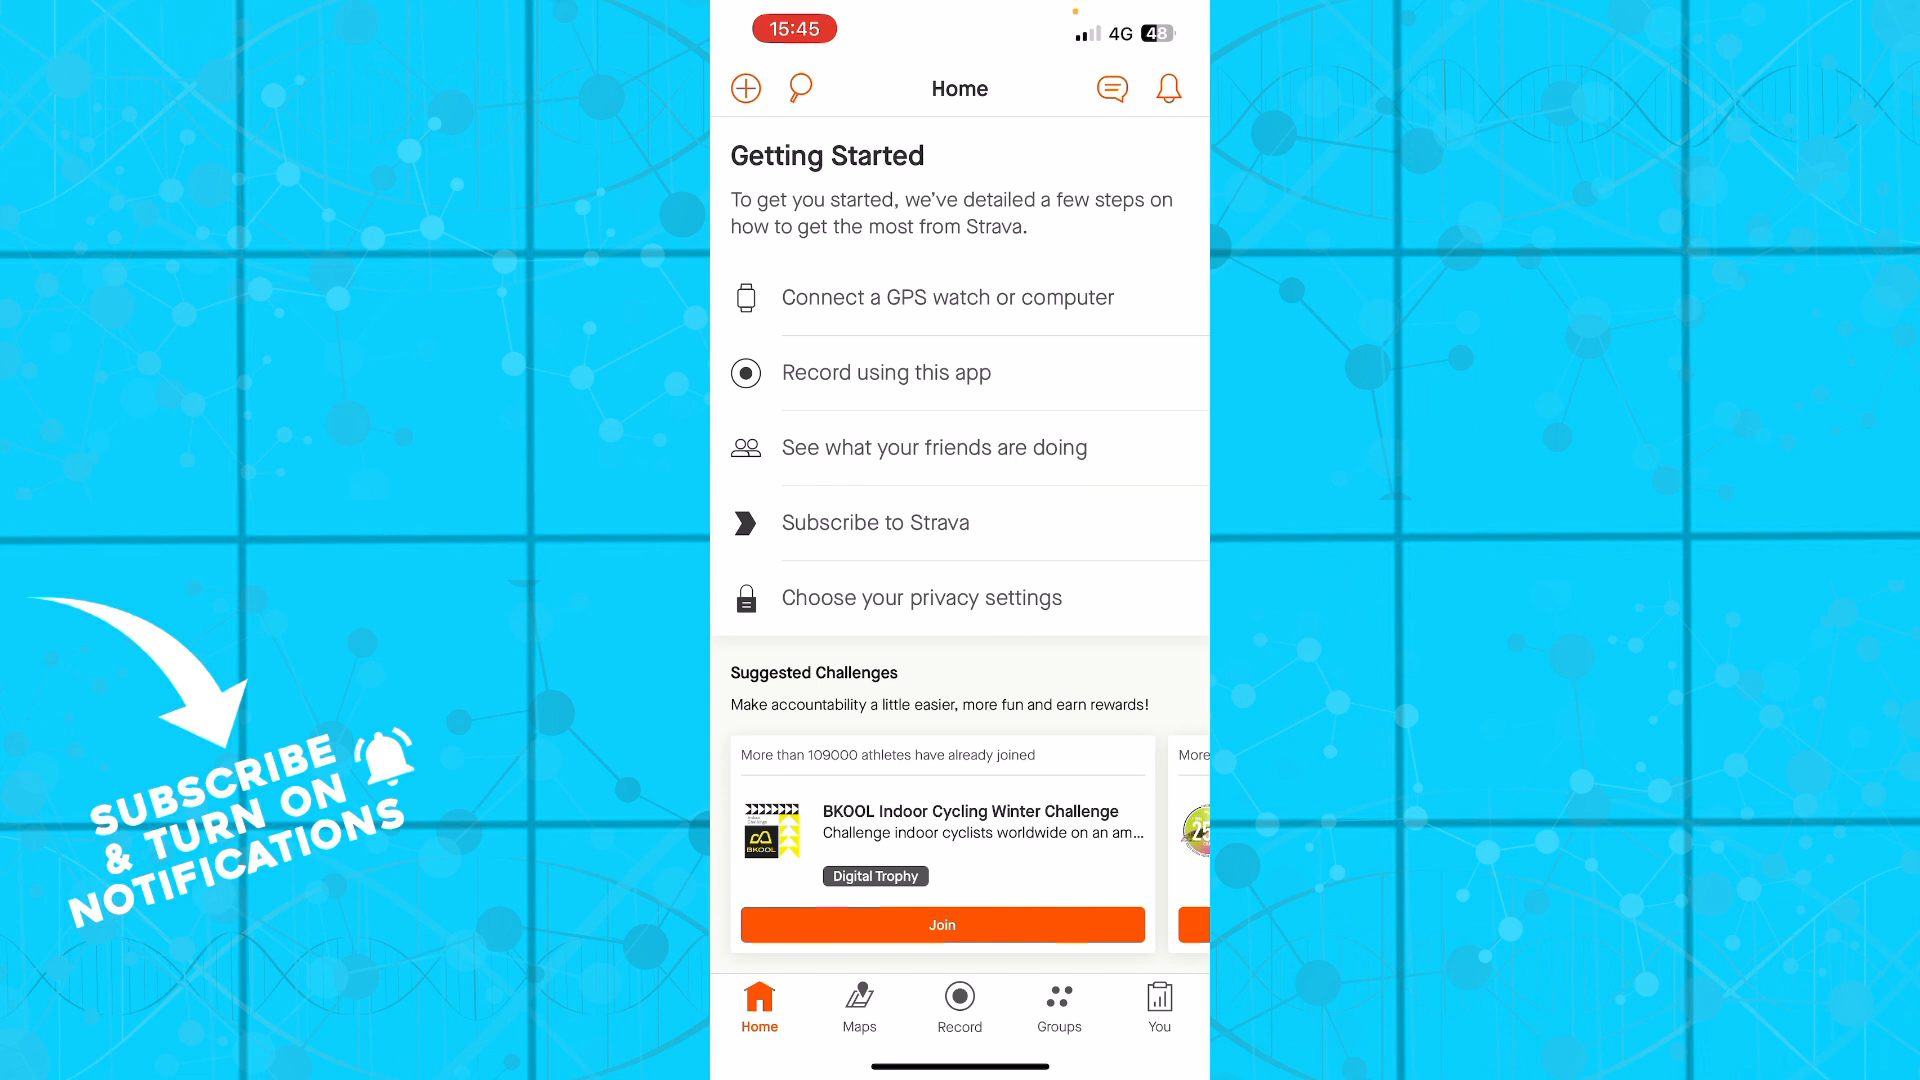 15:45
4G 48
Home
Getting Started
To get you started, we've detailed a few steps on
how to get the most from Strava.
Connect a GPS watch or computer
Record using this app
See what your friends are doing
Subscribe to Strava
Choose your privacy settings
Suggested Challenges
Make accountability a little easier, more fun and earn rewards!
More than 109000 athletes have already joined
More
BKOOL
BKOOL Indoor Cycling Winter Challenge
Challenge indoor cyclists worldwide on an am...
25
Digital Trophy
Join
Home
Maps
Record
Groups
You
SUBSCRIBE
& TURN ON
NOTIFICATIONS